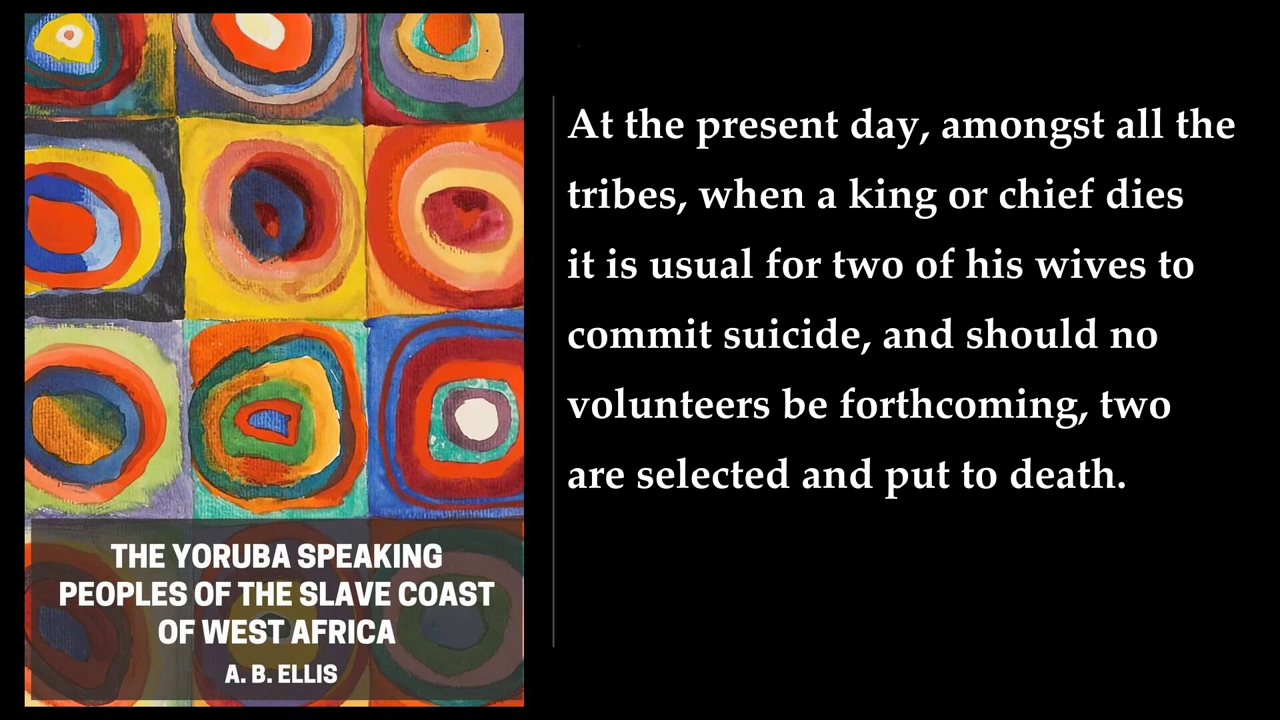 At the present day, amongst all the
tribes, when a king or chief dies
it is usual for two of his wives to
commit suicide, and should no
volunteers be forthcoming, two
are selected and put to death.
THE YORUBA SPEAKING
PEOPLES OF THE SLAVE COAST
OF WEST AFRICA
A. B. ELLIS